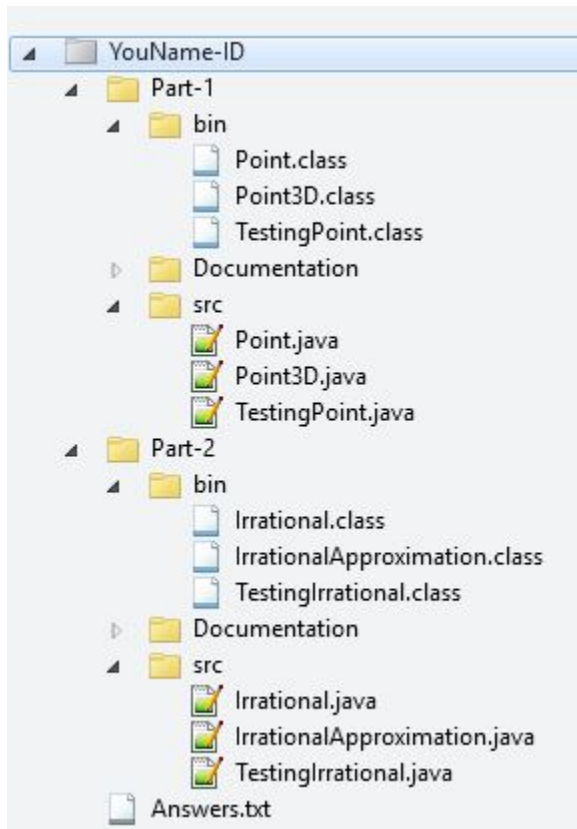 YouName-ID
Part-1
bin
Point.class
Point3D.class
TestingPoint.class
Documentation
src
Point.java
Point3D.java
TestingPoint.java
Part-2
bin
Irrational.class
IrrationalApproximation.class
TestingIrrational.class
Documentation
src
Irrational.java
IrrationalApproximation.java
TestingIrrational.java
Answers.txt